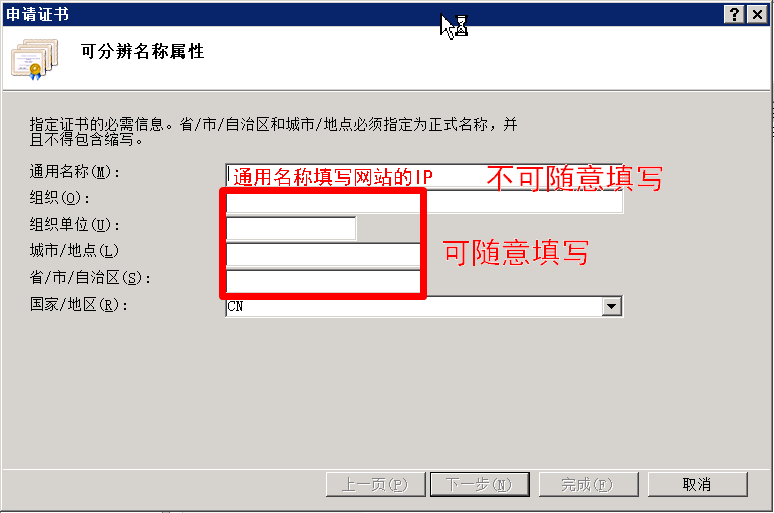 申请证书
可分辨名称属性
指定证书的必需信息。省/市/自治区和城市/地点必须指定为正式名称，并
且不得包含缩写。
通用名称(M):
通用名称填写网站的IP
不可随意填写
组织(O):
组织单位(U):
城市/地点(L)
可随意填写
省/市/自治区(S):
国家/地区(R):
CN
上一页(P)
下一步(N)
完成(F)
取消